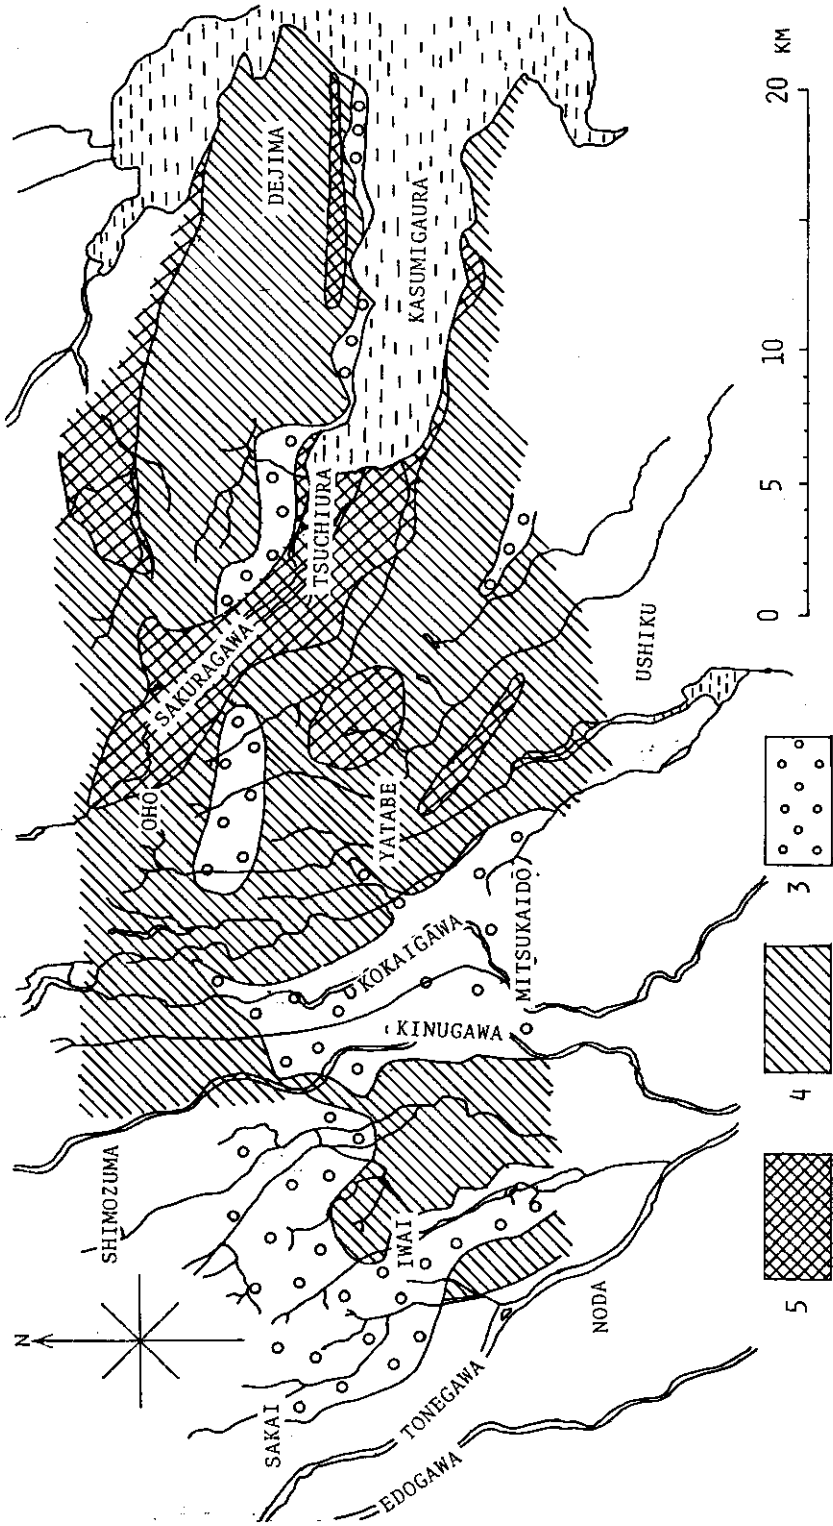 N
SHIMOZUMA
OHO
SAKURAGAWA
SAKAI
DEJIMA
TSUCHIURA
YATABE
IWAI
KOKAIGAWA
KASUMIGAURA
KINUGAWA
TONEGAWA
EDOGAWA
MITSUKAIDŌ
NODA
USHIKU
0 5 10 20 KM
5 4 3